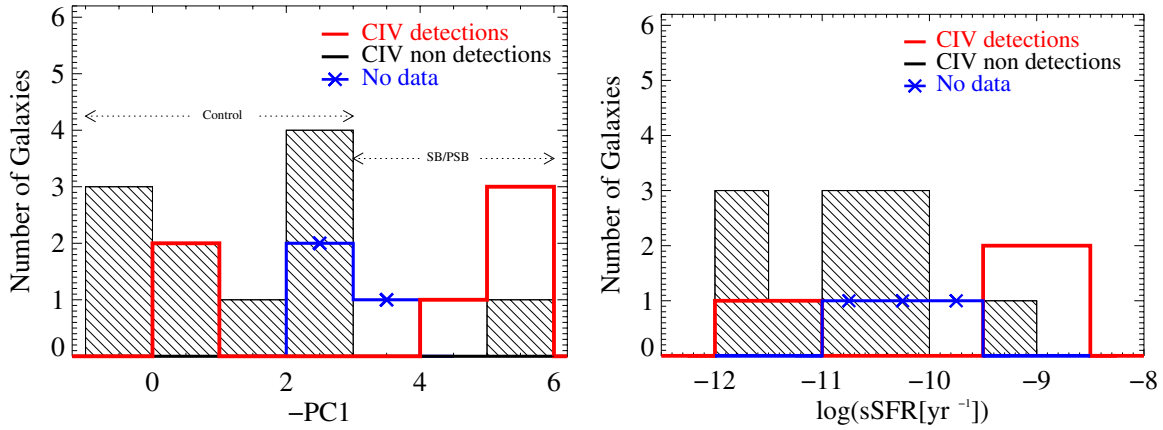 CIV detections
CIV non detections
No data
Control
SB/PSB
Number of Galaxies
6
5
4
3
2
1
0
0
2
4
6
−PC1
CIV detections
CIV non detections
No data
Number of Galaxies
6
5
4
3
2
1
0
−12
−11
−10
−9
−8
log(sSFR[yr ⁻¹])